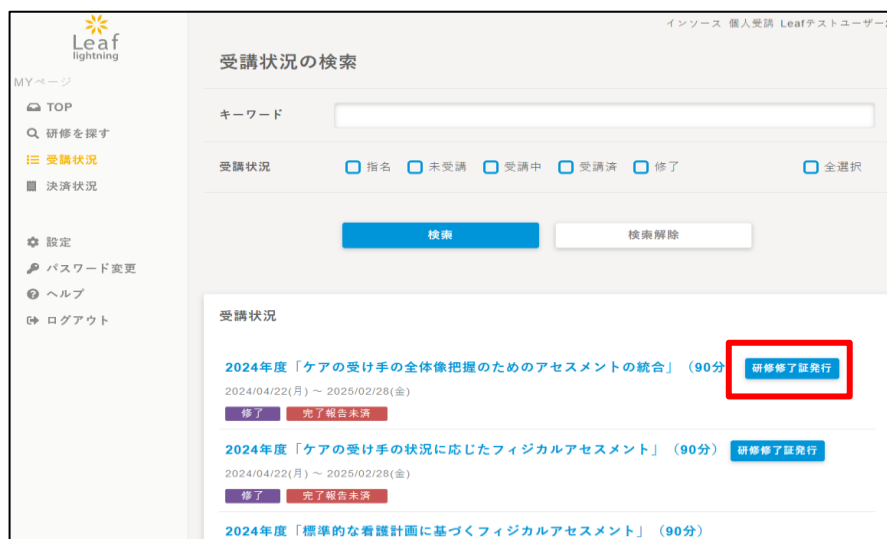 Leaf
lightning
インソース 個人受講 Leafテストユーザー
MYページ
TOP
研修を探す
受講状況
決済状況
設定
パスワード変更
ヘルプ
ログアウト
受講状況の検索
キーワード
受講状況 指名 未受講 受講中 受講済 修了 全選択
検索 検索解除
受講状況
2024年度「ケアの受け手の全体像把握のためのアセスメントの統合」（90分 研修修了証発行
2024/04/22(月) ～ 2025/02/28(金)
修了 完了報告未済
2024年度「ケアの受け手の状況に応じたフィジカルアセスメント」（90分） 研修修了証発行
2024/04/22(月) ～ 2025/02/28(金)
修了 完了報告未済
2024年度「標準的な看護計画に基づくフィジカルアセスメント」（90分）